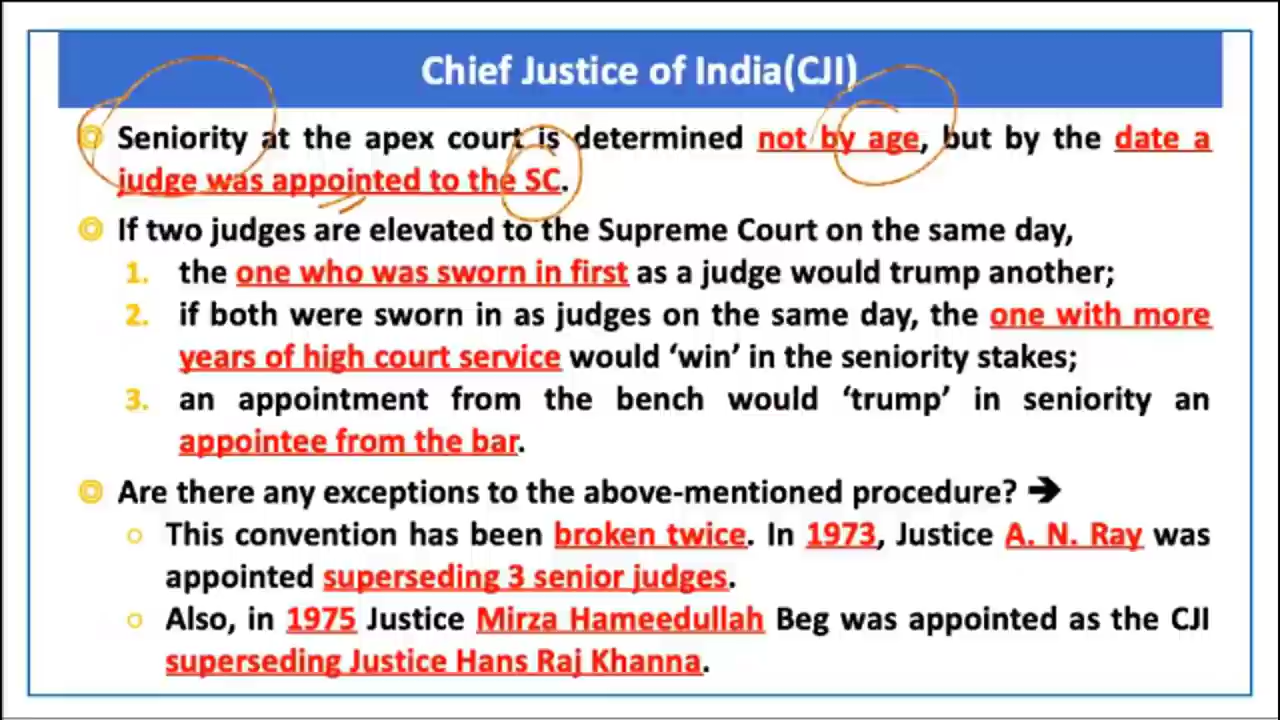 Chief Justice of India(CJI)
Seniority at the apex court is determined not by age, but by the date a
judge was appointed to the SC.
If two judges are elevated to the Supreme Court on the same day,
1. the one who was sworn in first as a judge would trump another;
2. if both were sworn in as judges on the same day, the one with more
years of high court service would ‘win’ in the seniority stakes;
3. an appointment from the bench would ‘trump’ in seniority an
appointee from the bar.
Are there any exceptions to the above-mentioned procedure? ➔
This convention has been broken twice. In 1973, Justice A. N. Ray was
appointed superseding 3 senior judges.
Also, in 1975 Justice Mirza Hameedullah Beg was appointed as the CJI
superseding Justice Hans Raj Khanna.